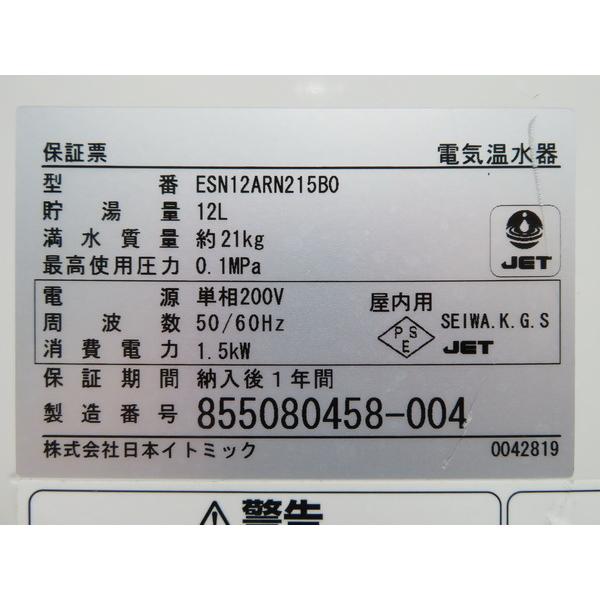 保証票 電気温水器
型番 ESN12ARN215B0
貯湯量 12L
満水質量 約21kg
最高使用圧力 0.1MPa
JET
電源 単相200V 屋内用
周波数 50/60Hz PSE SEIWA.K.G.S
消費電力 1.5kW JET
保証期間 納入後1年間
製造番号 855080458-004
株式会社日本イトミック 0042819
警告